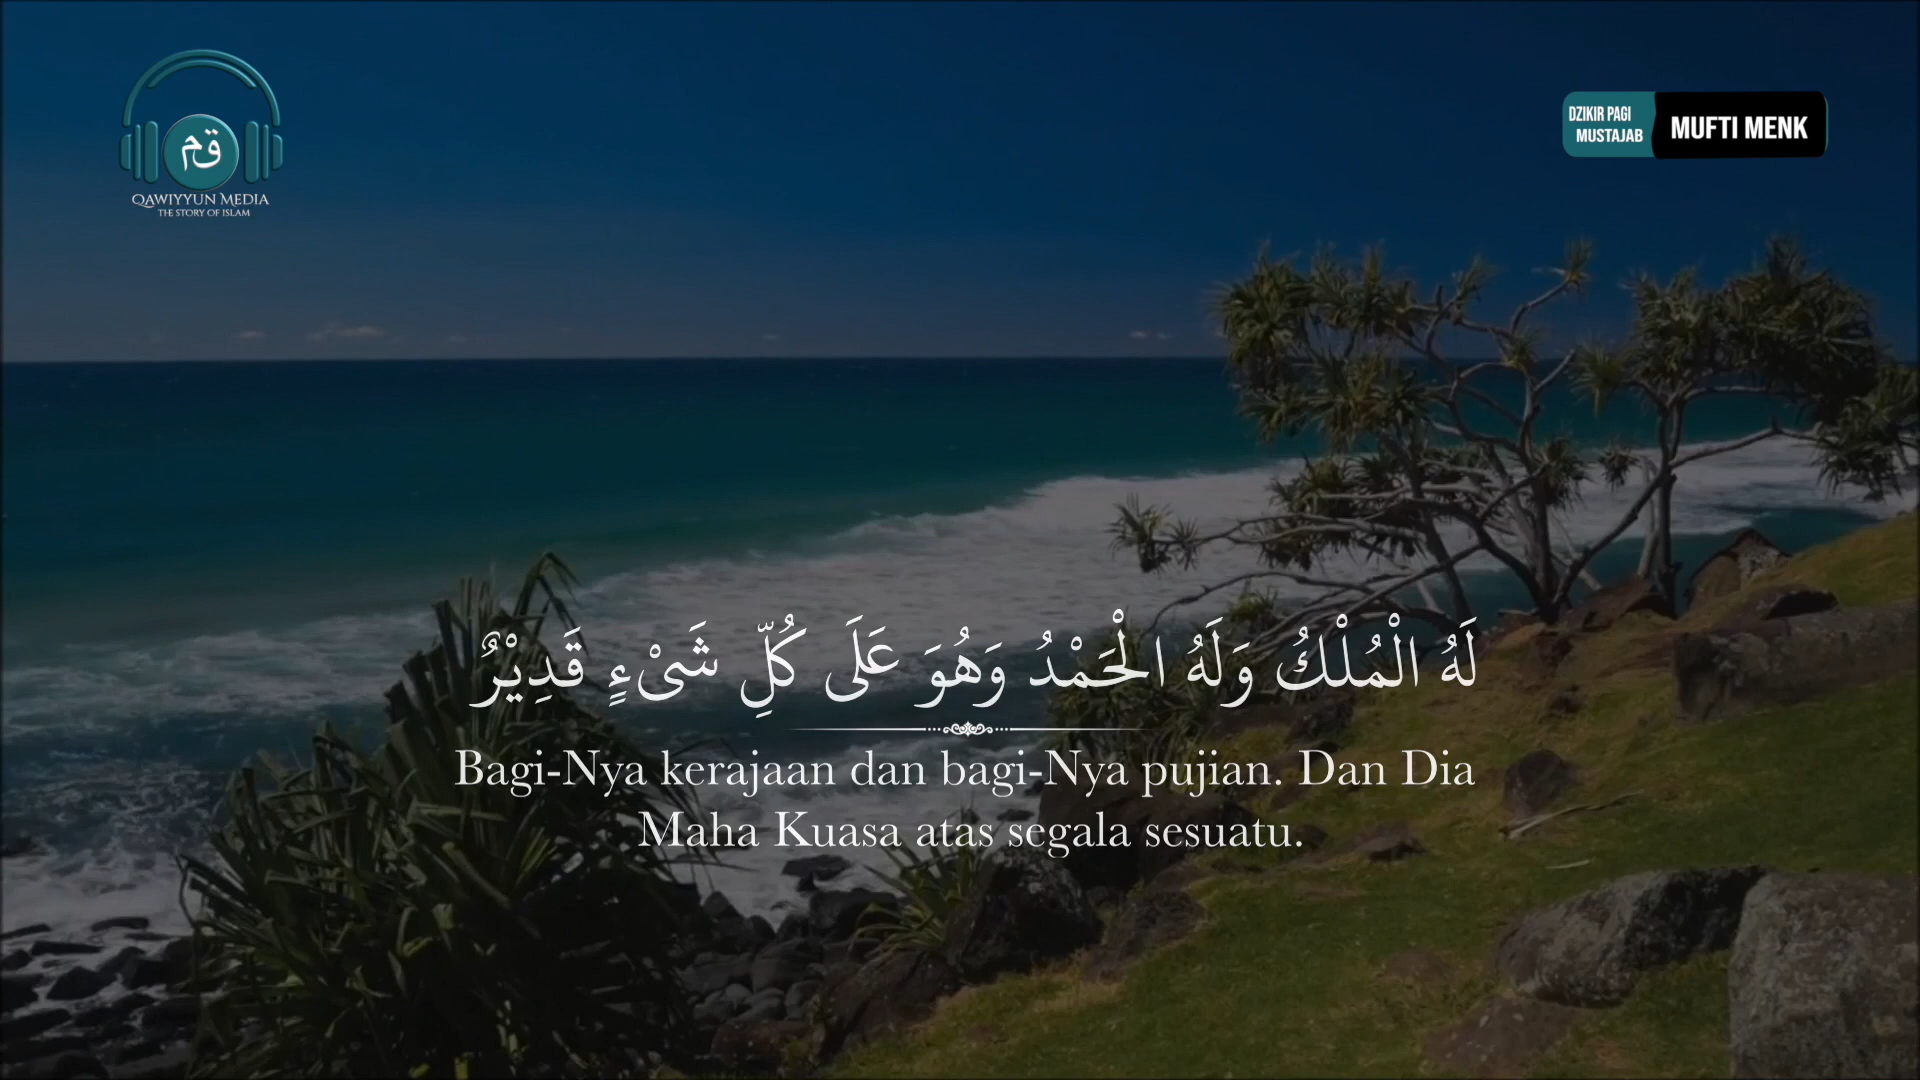 قم
QAWIYYUN MEDIA
THE STORY OF ISLAM
DZIKIR PAGI
MUSTAJAB
MUFTI MENK
لَهُ الْمُلْكُ وَلَهُ الْحَمْدُ وَهُوَ عَلَى كُلِّ شَىْءٍ قَدِيْرٌ
Bagi-Nya kerajaan dan bagi-Nya pujian. Dan Dia
Maha Kuasa atas segala sesuatu.